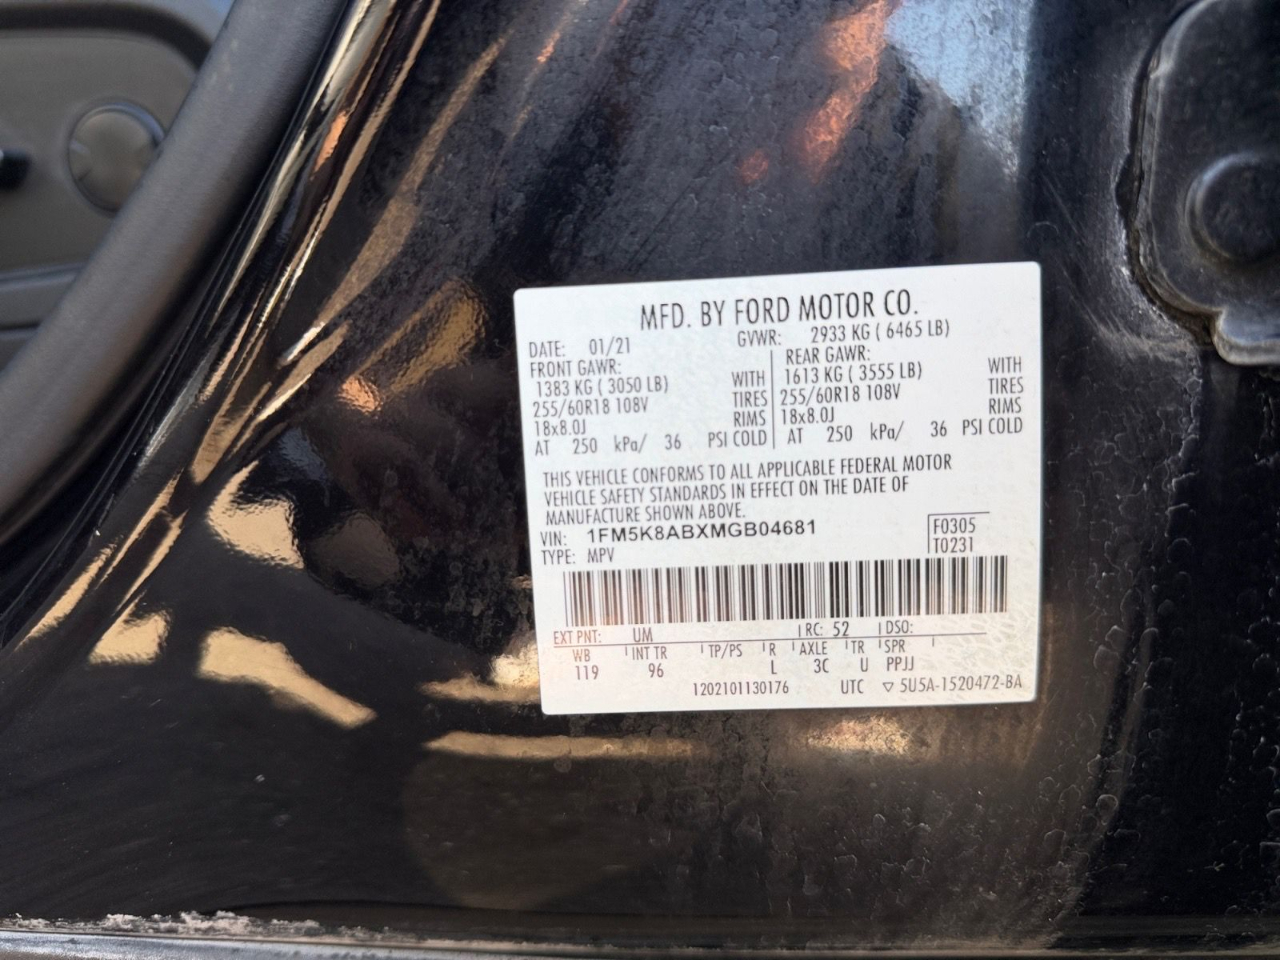 MFD. BY FORD MOTOR CO.
DATE: 01/21 GVWR: 2933 KG ( 6465 LB)
FRONT GAWR: REAR GAWR:
1383 KG ( 3050 LB) WITH 1613 KG ( 3555 LB) WITH
255/60R18 108V TIRES 255/60R18 108V TIRES
18x8.0J RIMS 18x8.0J RIMS
AT 250 kPa/ 36 PSI COLD AT 250 kPa/ 36 PSI COLD
THIS VEHICLE CONFORMS TO ALL APPLICABLE FEDERAL MOTOR
VEHICLE SAFETY STANDARDS IN EFFECT ON THE DATE OF
MANUFACTURE SHOWN ABOVE.
VIN: 1FM5K8ABXMGB04681 F0305
TYPE: MPV T0231
EXT PNT: UM RC: 52 DSO:
WB INT TR TP/PS R AXLE TR SPR
119 96 L 3C U PPJJ
1202101130176 UTC ▽ 5U5A-1520472-BA